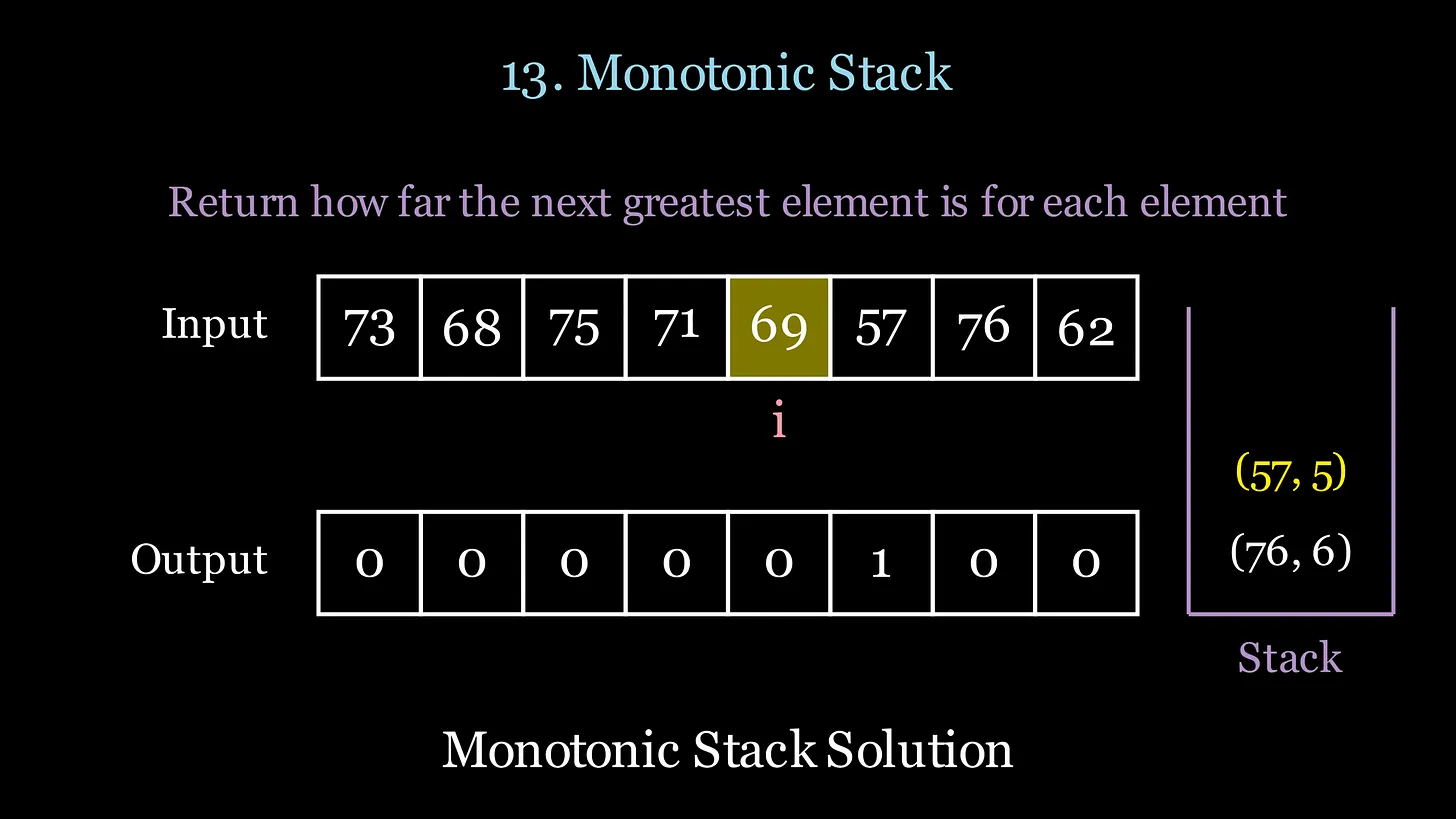 13. Monotonic Stack
Return how far the next greatest element is for each element
Input 73 68 75 71 69 57 76 62
i
(57, 5)
(76, 6)
Output 0 0 0 0 0 1 0 0
Stack
Monotonic Stack Solution